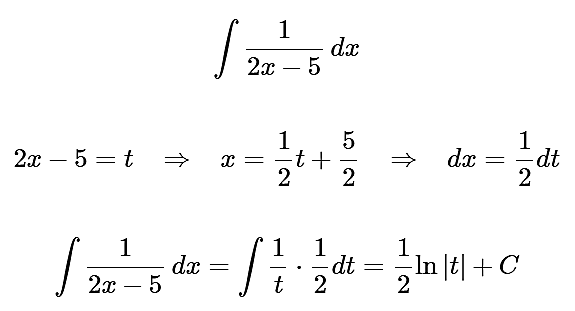 ∫ 1/(2x − 5) dx
2x − 5 = t ⇒ x = 1/2 t + 5/2 ⇒ dx = 1/2 dt
∫ 1/(2x − 5) dx = ∫ 1/t · 1/2 dt = 1/2 ln |t| + C